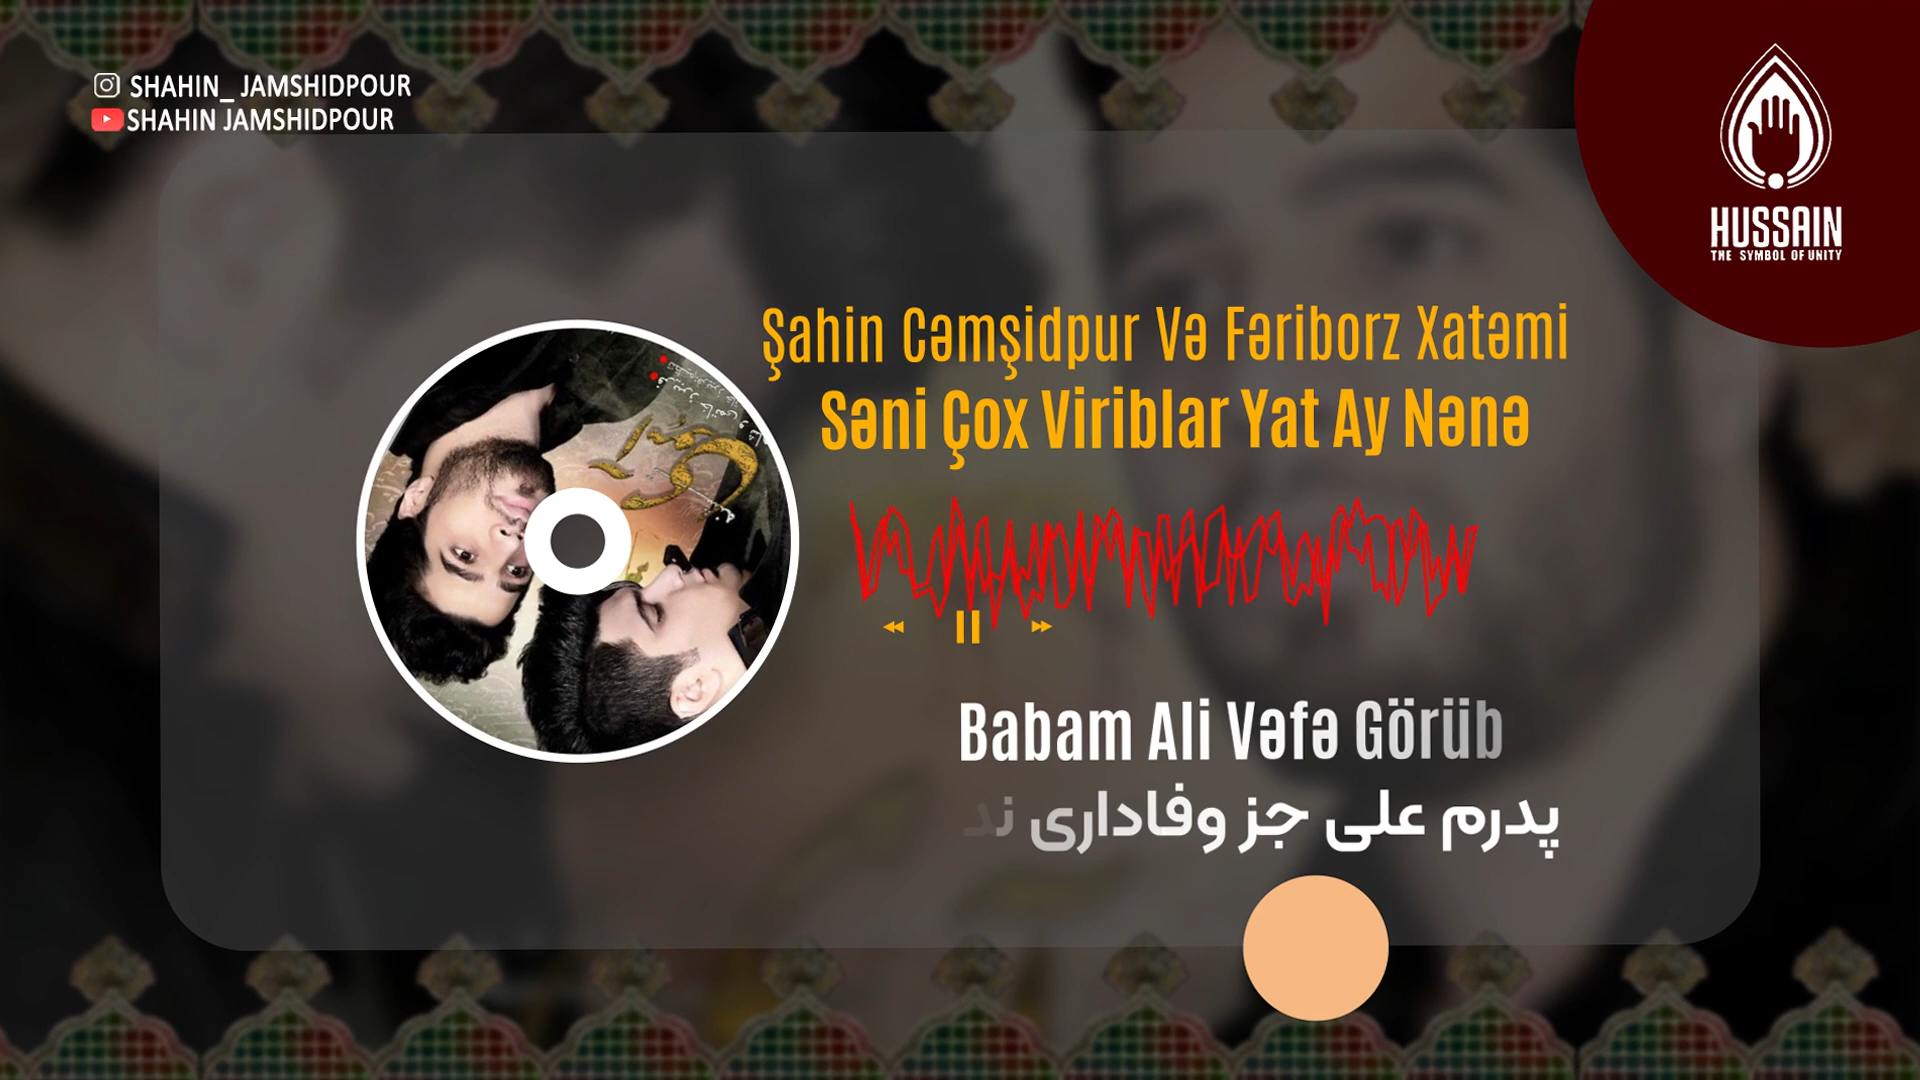 SHAHIN_ JAMSHIDPOUR
SHAHIN JAMSHIDPOUR
HUSSAIN
THE SYMBOL OF UNITY
Şahin Cəmşidpur Və Fəriborz Xatəmi
Səni Çox Viriblar Yat Ay Nənə
Babam Ali Vəfə Görüb
پدرم علی جز وفاداری ند